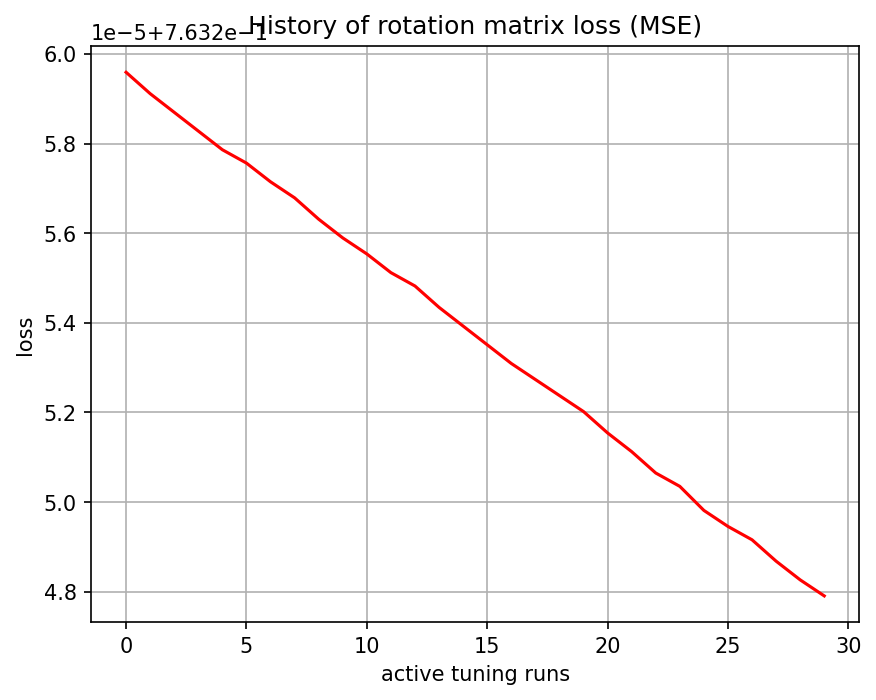 1e−5+7.632e−1
History of rotation matrix loss (MSE)
6.0
5.8
5.6
5.4
5.2
5.0
4.8
loss
0 5 10 15 20 25 30
active tuning runs